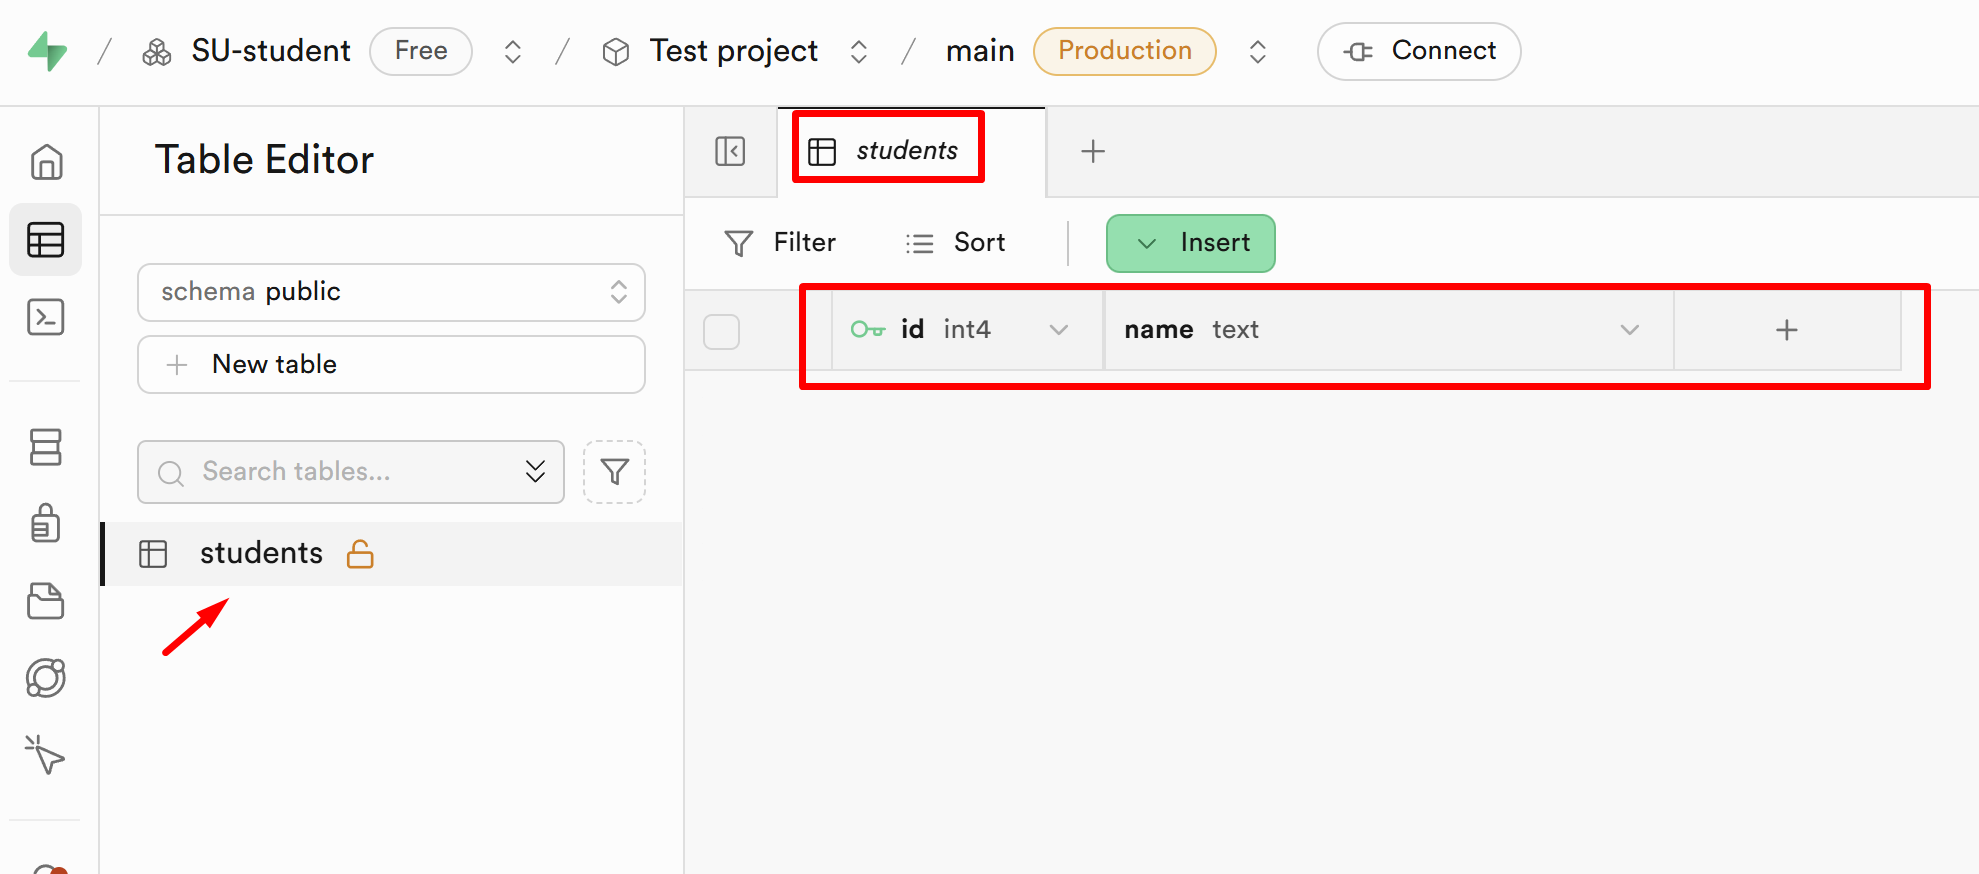 SU-student Free Test project main Production Connect
Table Editor
students
Filter Sort Insert
schema public
id int4 name text
New table
Search tables...
students